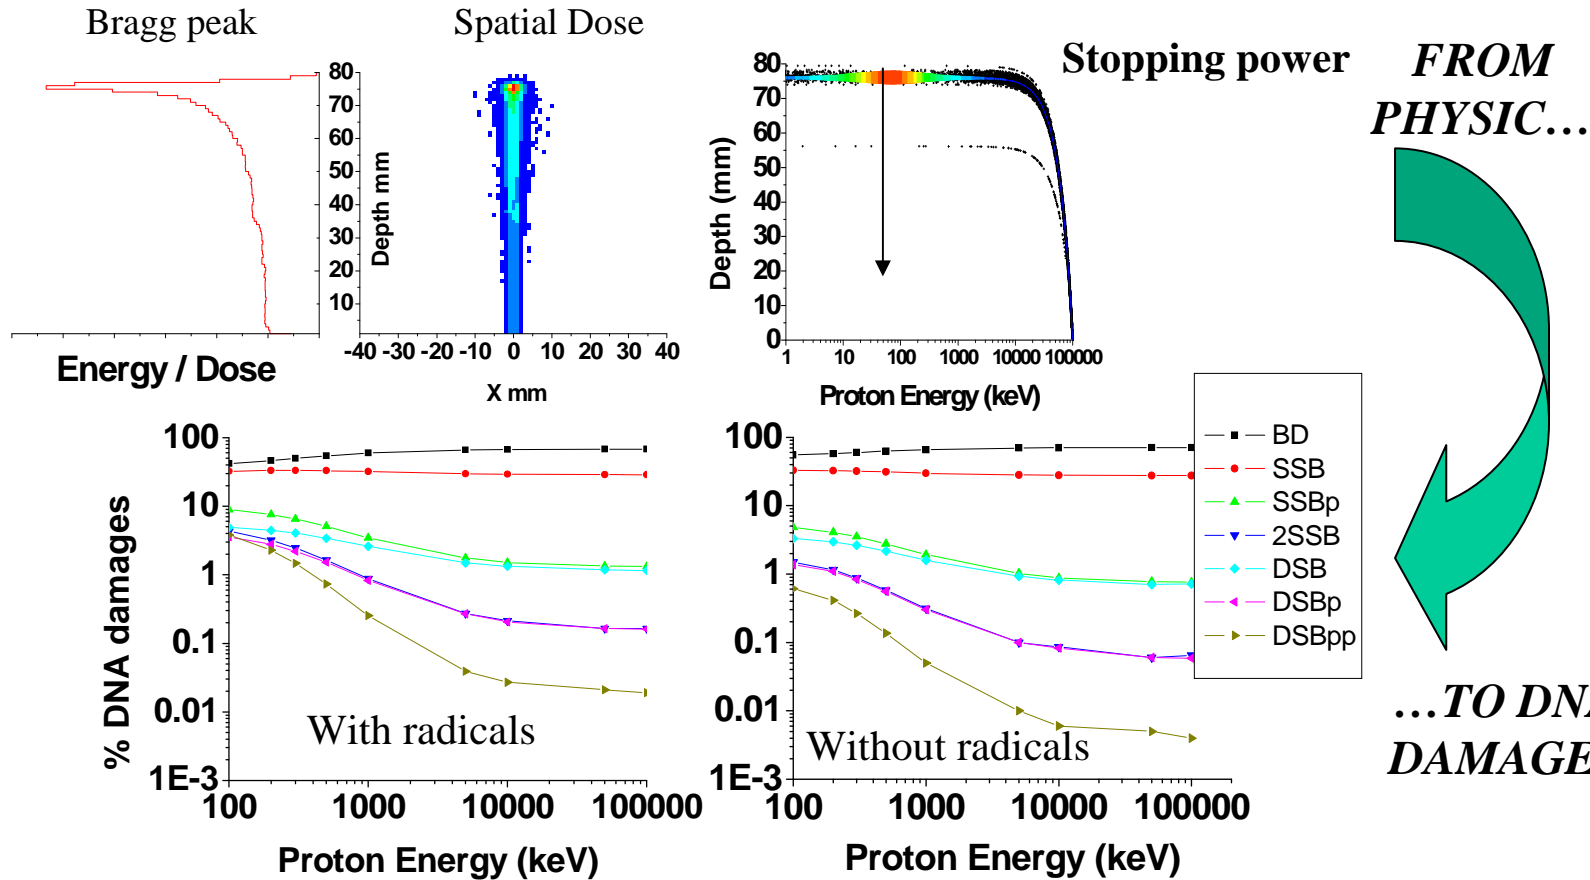 Bragg peak
Spatial Dose
Stopping power
FROM
PHYSIC…
80
70
60
50
40
30
20
10
Depth mm
Energy / Dose
-40 -30 -20 -10 0 10 20 30 40
X mm
80
70
60
50
40
30
20
10
0
Depth (mm)
1 10 100 1000 10000 100000
Proton Energy (keV)
100
10
1
0.1
0.01
1E-3
% DNA damages
With radicals
100 1000 10000 100000
Proton Energy (keV)
100
10
1
0.1
0.01
1E-3
Without radicals
100 1000 10000 100000
Proton Energy (keV)
BD
SSB
SSBp
2SSB
DSB
DSBp
DSBpp
…TO DNA
DAMAGE